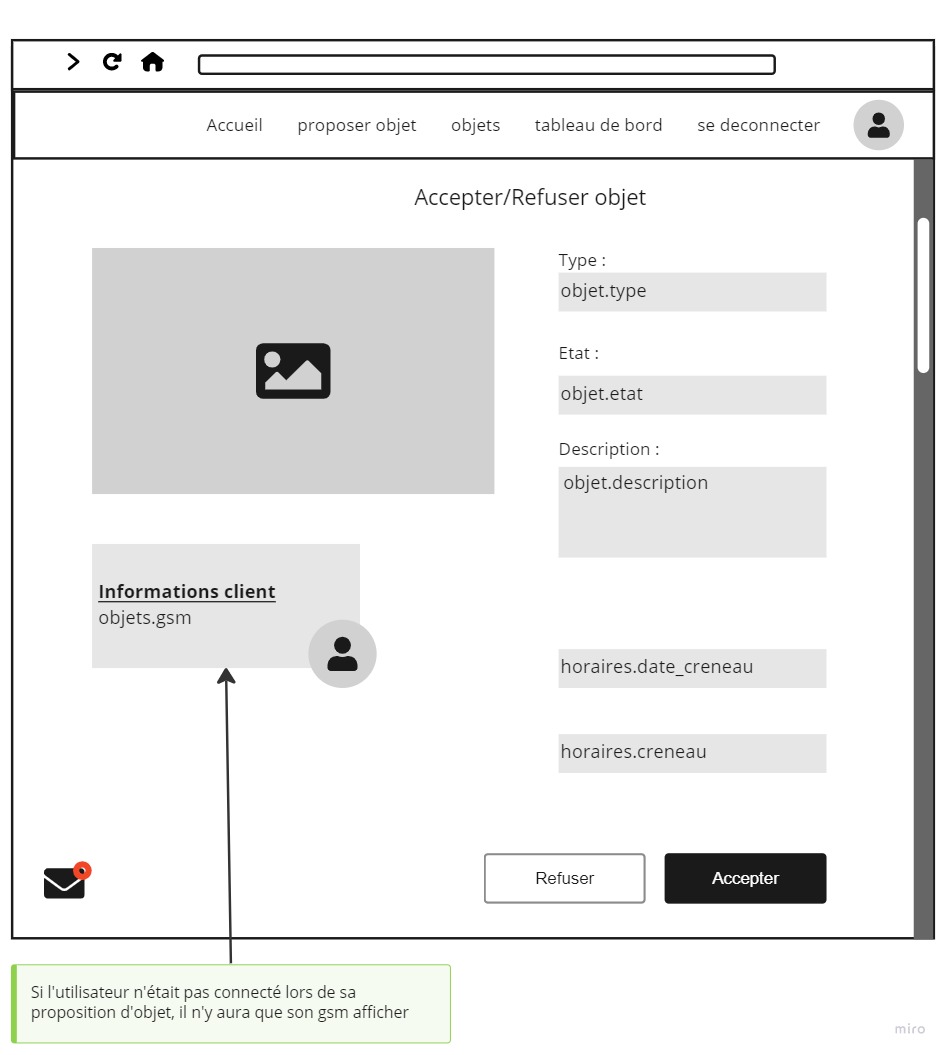 Accueil proposer objet objets tableau de bord se deconnecter
Accepter/Refuser objet
Type :
objet.type
Etat :
objet.etat
Description :
objet.description
Informations client
objets.gsm
horaires.date_creneau
horaires.creneau
Refuser Accepter
Si l'utilisateur n'était pas connecté lors de sa
proposition d'objet, il n'y aura que son gsm afficher
miro